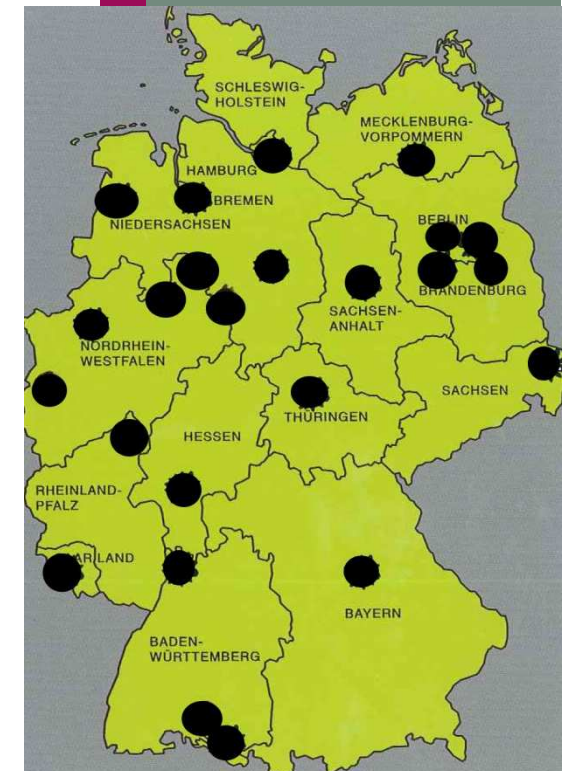 SCHLESWIG-
HOLSTEIN
MECKLENBURG-
VORPOMMERN
HAMBURG
BREMEN
NIEDERSACHSEN
BERLIN
BRANDENBURG
SACHSEN-
ANHALT
NORDRHEIN-
WESTFALEN
SACHSEN
THÜRINGEN
HESSEN
RHEINLAND-
PFALZ
BAYERN
BADEN-
WÜRTTEMBERG